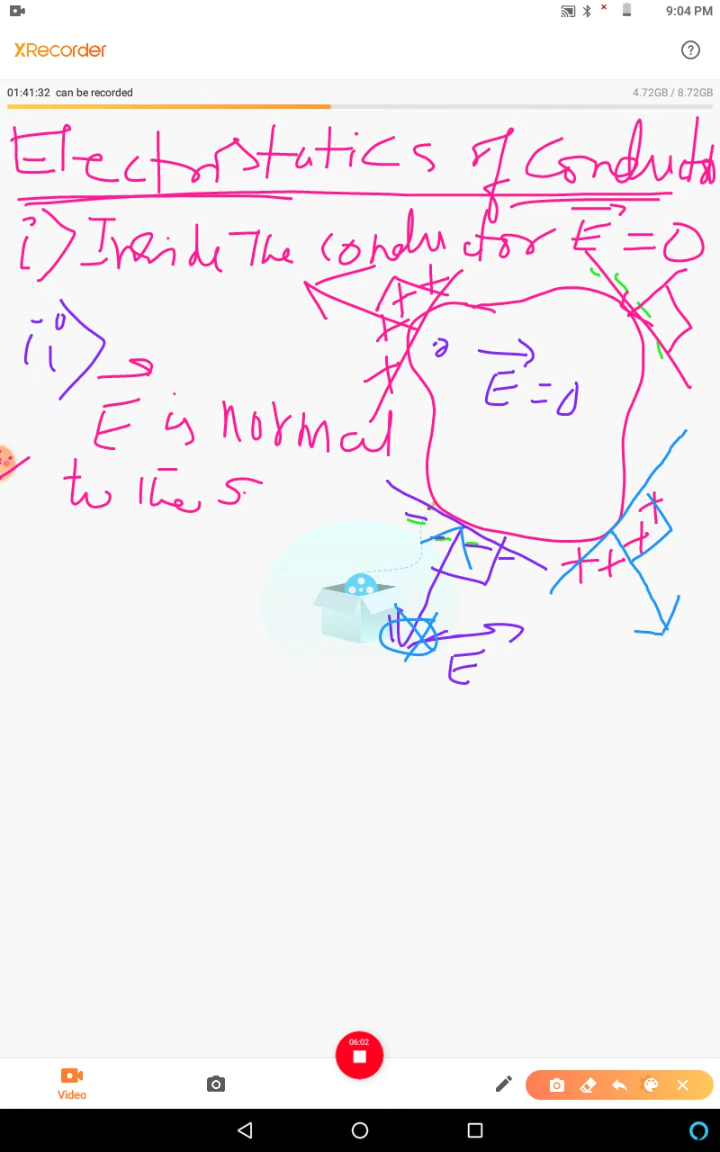 9:04 PM
XRecorder
01:41:32 can be recorded
4.72GB / 8.72GB
Electrostatics of Conducto
i) Inside The conductor E = 0
ii)
E is normal
to The S
E = 0
+ +
+
+
+ + + +
E
06:02
Video